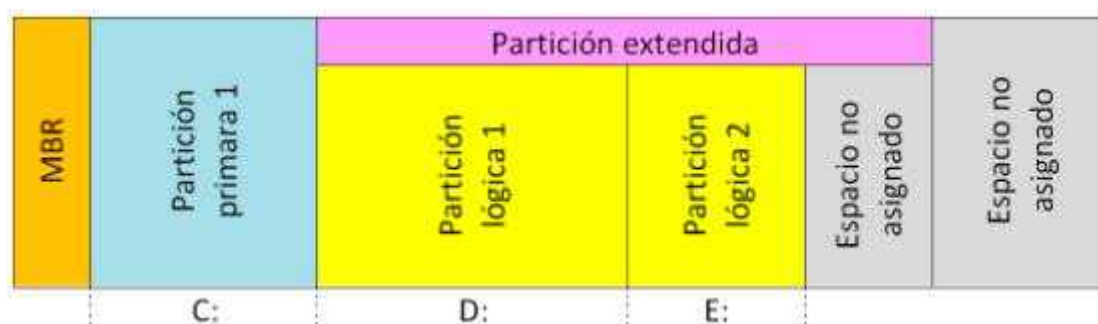 MBR
Partición
primara 1
Partición extendida
Partición
lógica 1
Partición
lógica 2
Espacio no
asignado
Espacio no
asignado
C:
D:
E: